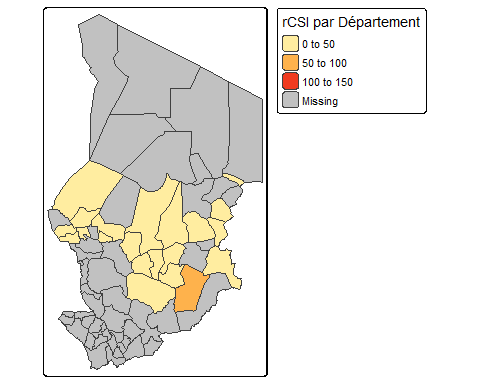 rCSI par Département
0 to 50
50 to 100
100 to 150
Missing